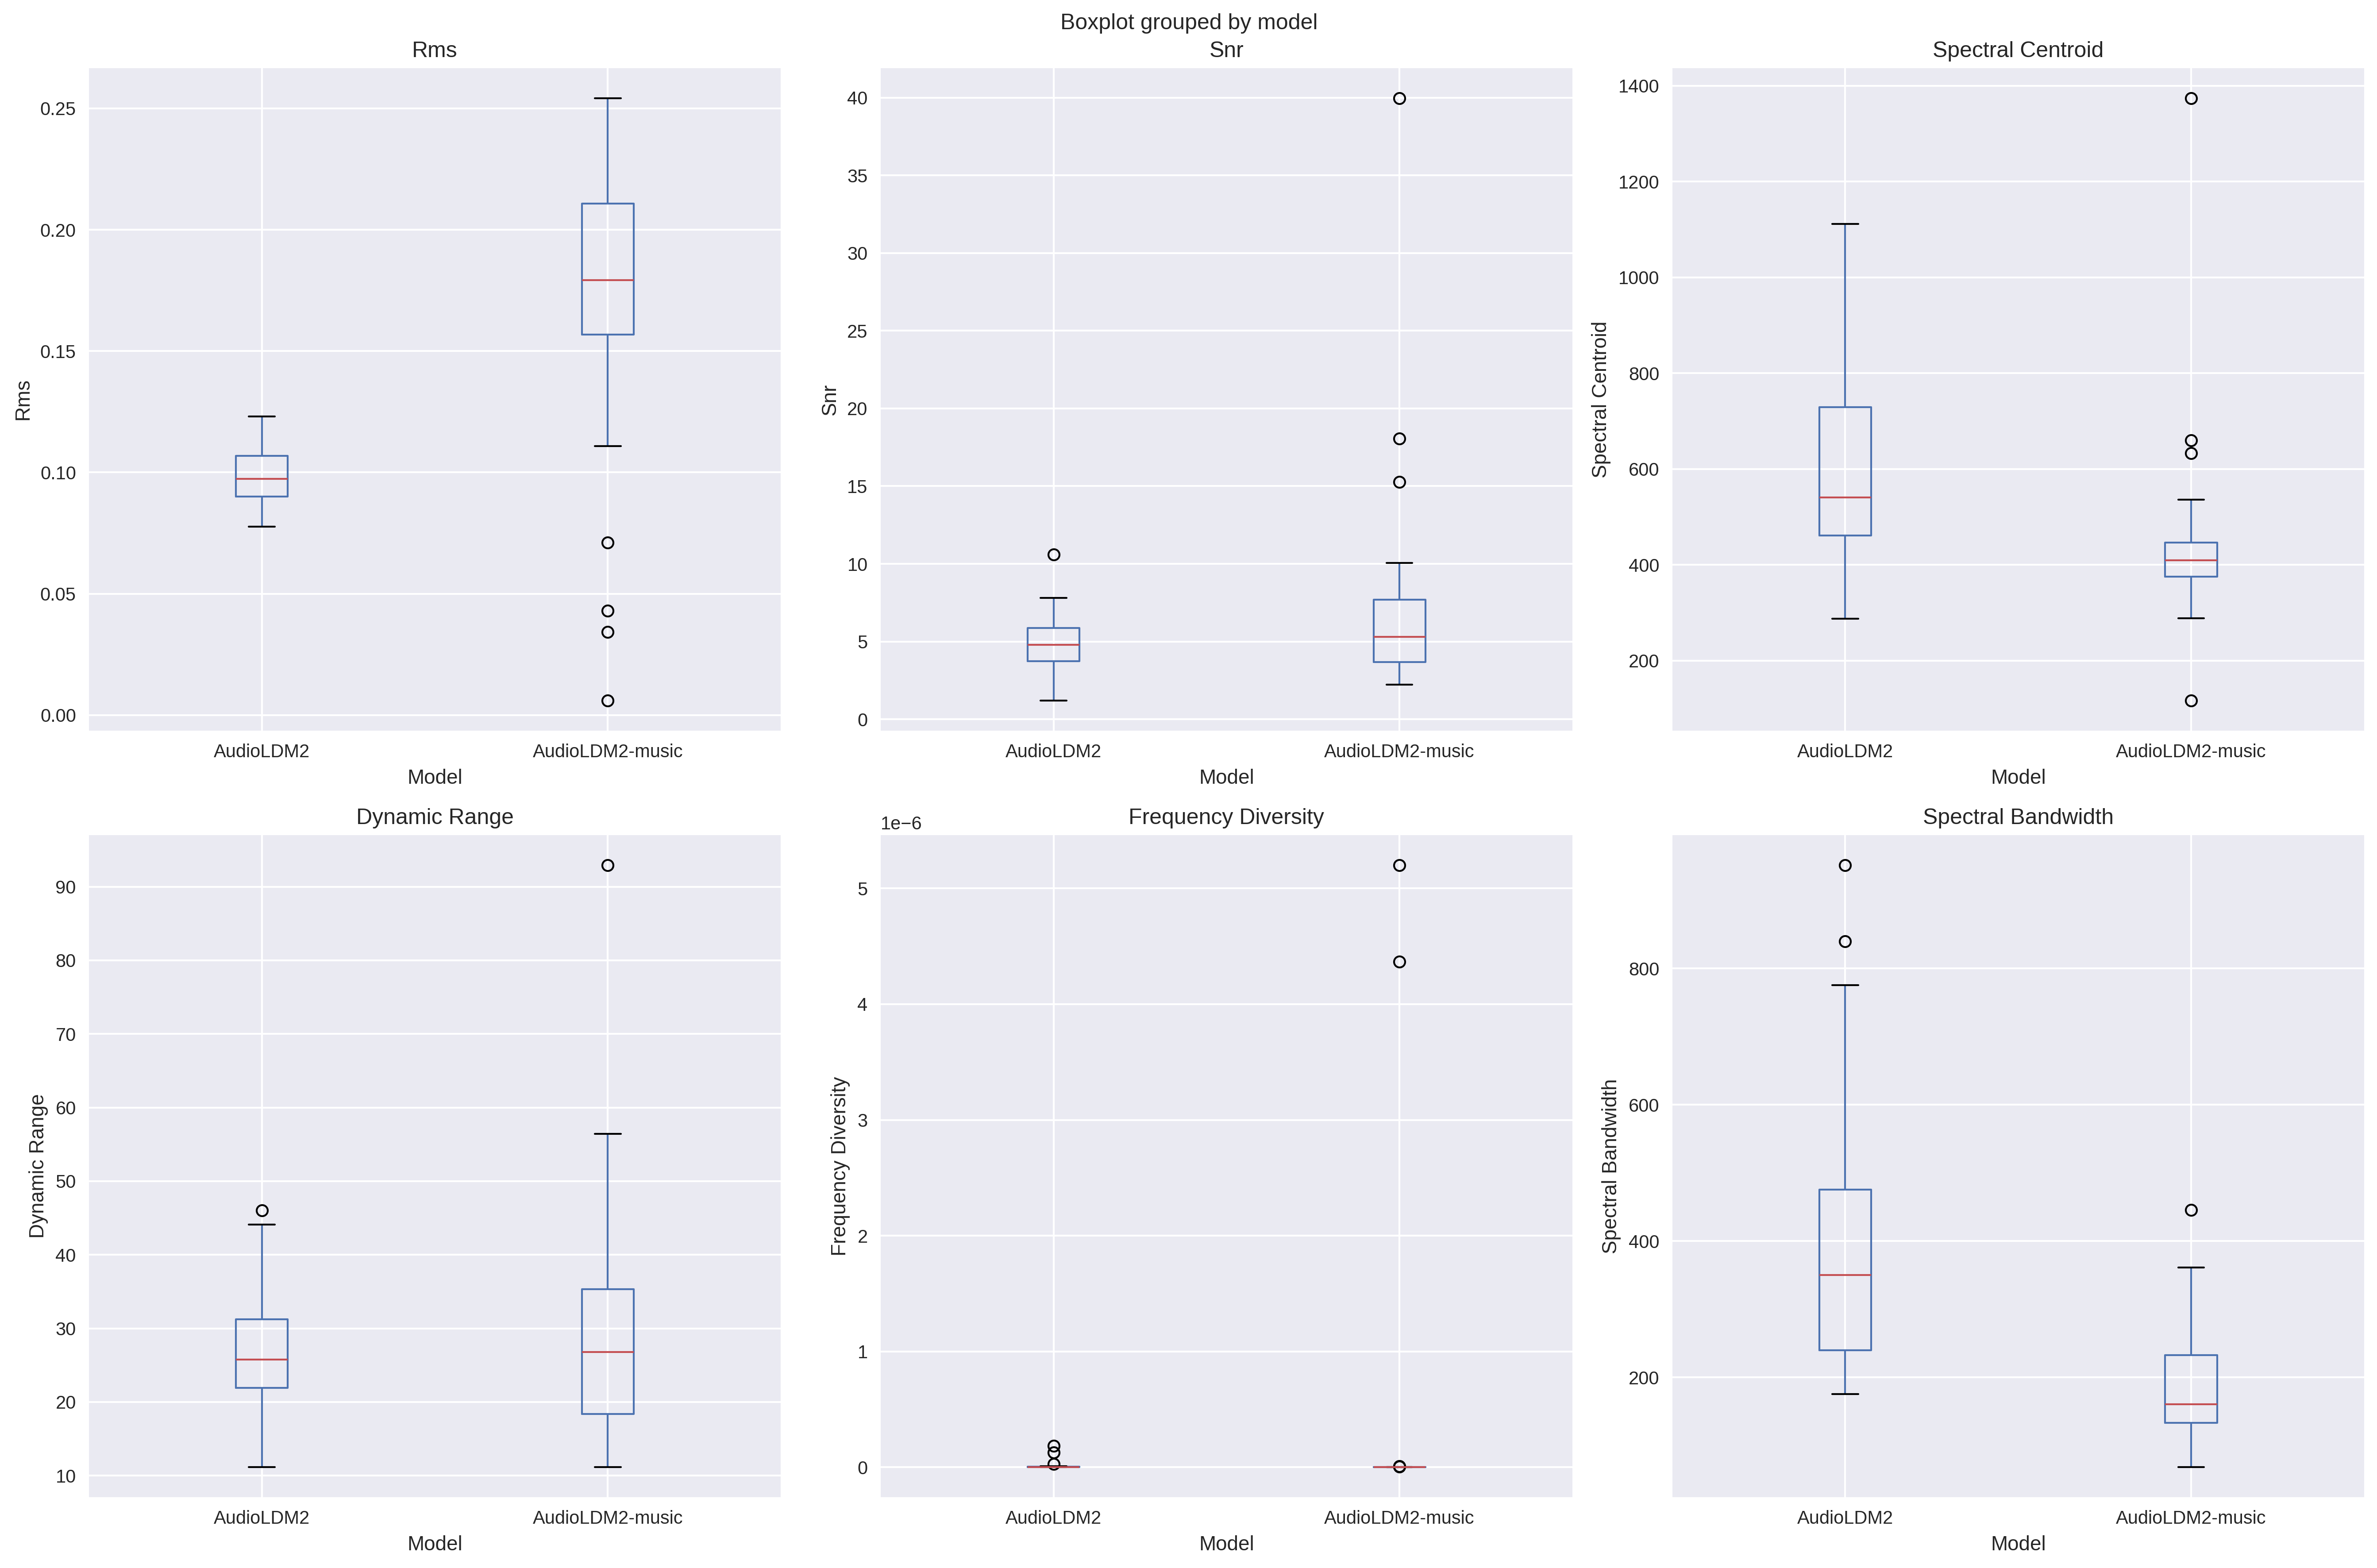 Boxplot grouped by model
Rms
0.25
0.20
0.15
0.10
0.05
0.00
Rms
AudioLDM2
AudioLDM2-music
Model
Snr
40
35
30
25
20
15
10
5
0
Snr
AudioLDM2
AudioLDM2-music
Model
Spectral Centroid
1400
1200
1000
800
600
400
200
Spectral Centroid
AudioLDM2
AudioLDM2-music
Model
Dynamic Range
90
80
70
60
50
40
30
20
10
Dynamic Range
AudioLDM2
AudioLDM2-music
Model
Frequency Diversity
1e−6
5
4
3
2
1
0
Frequency Diversity
AudioLDM2
AudioLDM2-music
Model
Spectral Bandwidth
800
600
400
200
Spectral Bandwidth
AudioLDM2
AudioLDM2-music
Model